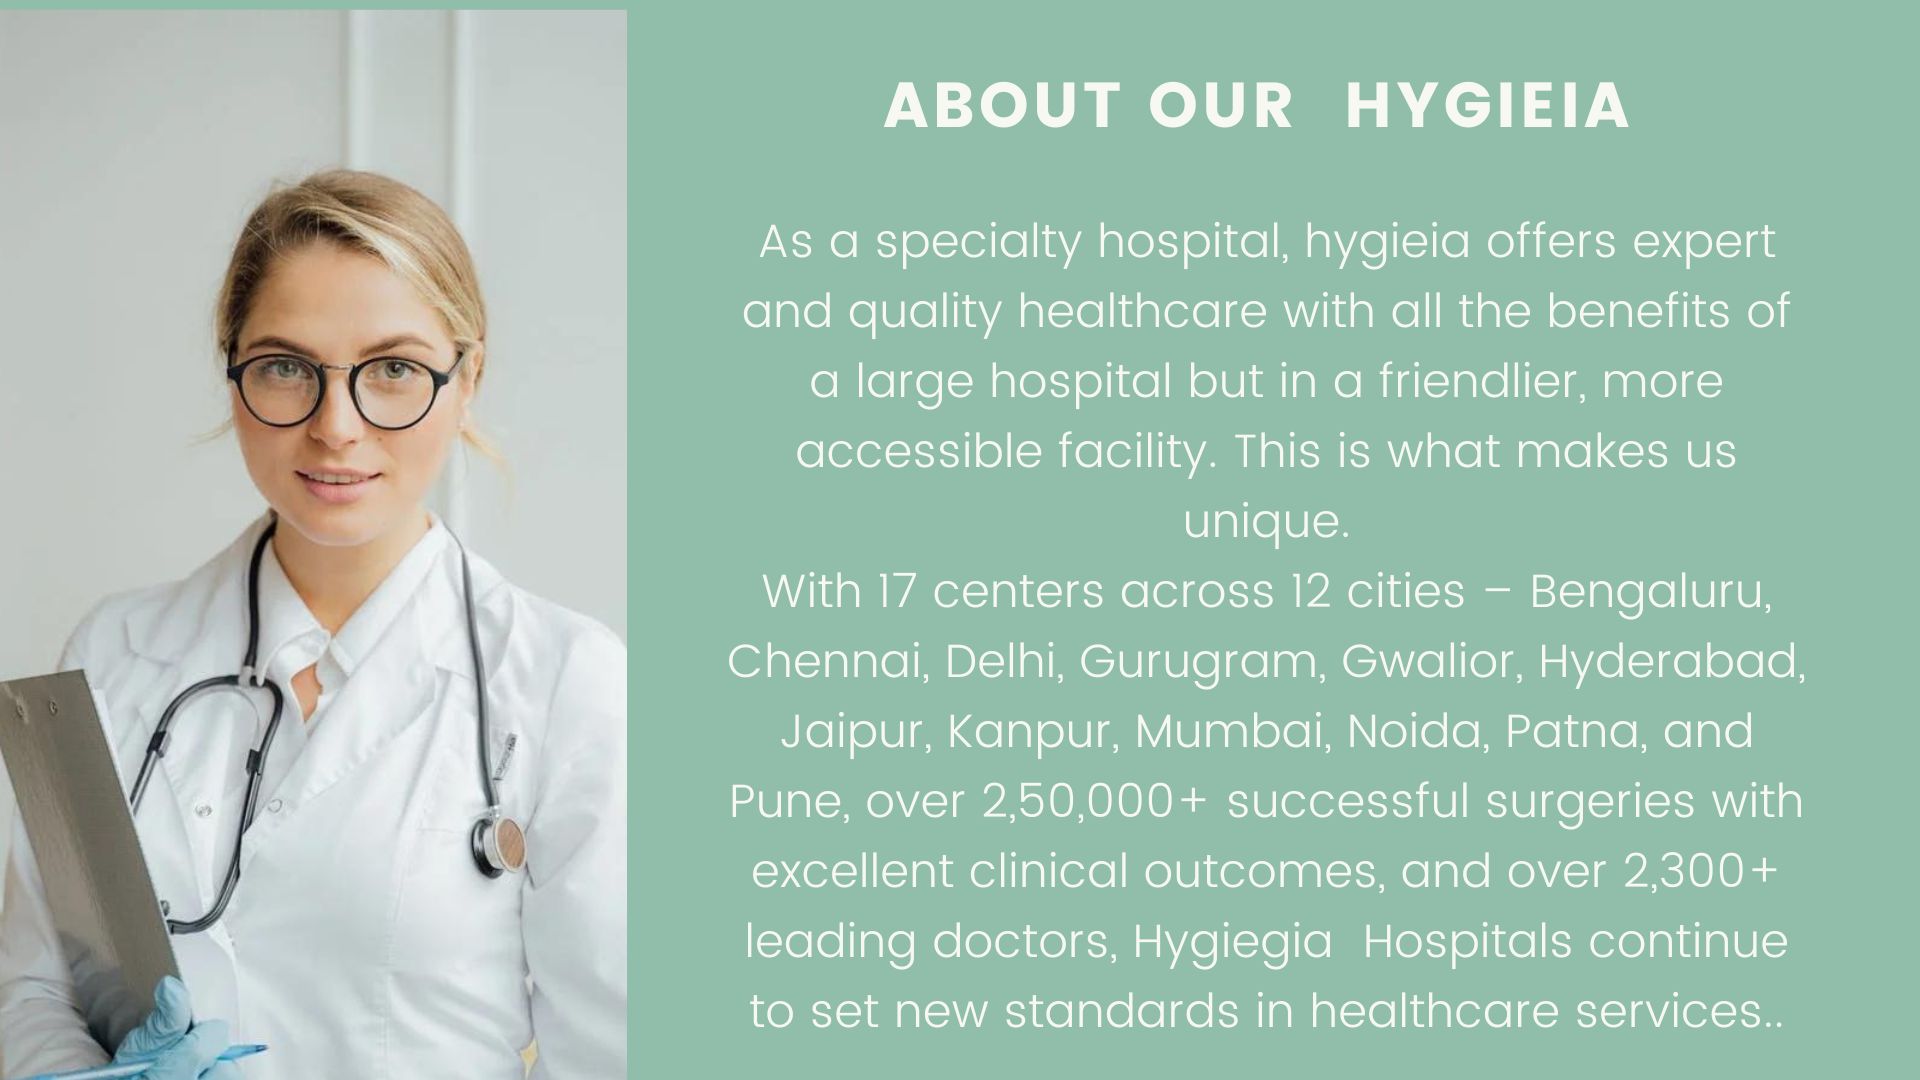 ABOUT OUR  HYGIEIA
As a specialty hospital, hygieia offers expert
and quality healthcare with all the benefits of
a large hospital but in a friendlier, more
accessible facility. This is what makes us
unique.
With 17 centers across 12 cities – Bengaluru,
Chennai, Delhi, Gurugram, Gwalior, Hyderabad,
Jaipur, Kanpur, Mumbai, Noida, Patna, and
Pune, over 2,50,000+ successful surgeries with
excellent clinical outcomes, and over 2,300+
leading doctors, Hygiegia  Hospitals continue
to set new standards in healthcare services..